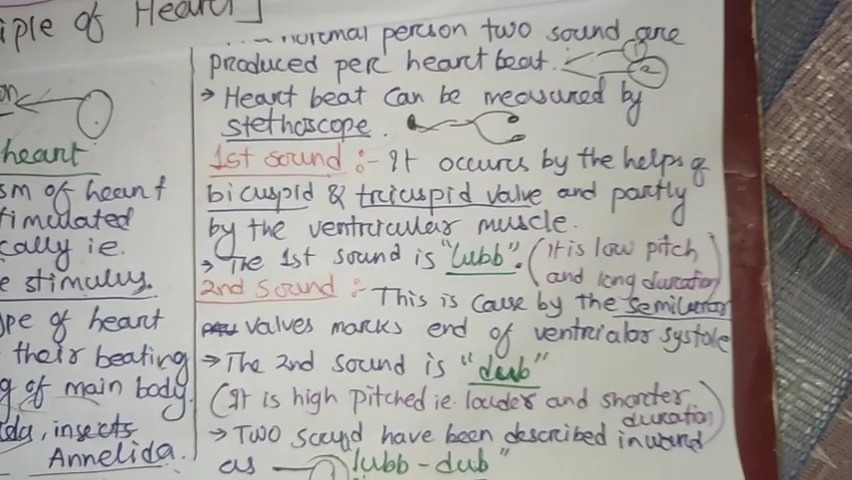 iple of Heart]
heart
sm of heart
timulated
cally ie.
e stimulus.
pe of heart
their beating
g of main body.
da, insects
Annelida.
normal person two sound are
produced per heart beat. 1 2
→ Heart beat can be measured by
stethoscope.
1st sound :- It occurs by the helps of
bicuspid & tricuspid valve and partly
by the ventricular muscle.
→ The 1st sound is "lubb". (It is low pitch
and long duration)
2nd sound :- This is cause by the semilunar
valves marks end of ventrialar systole
→ The 2nd sound is "dub"
(It is high pitched ie. louder and shorter
duration)
→ Two sound have been described inward
as lubb-dub"